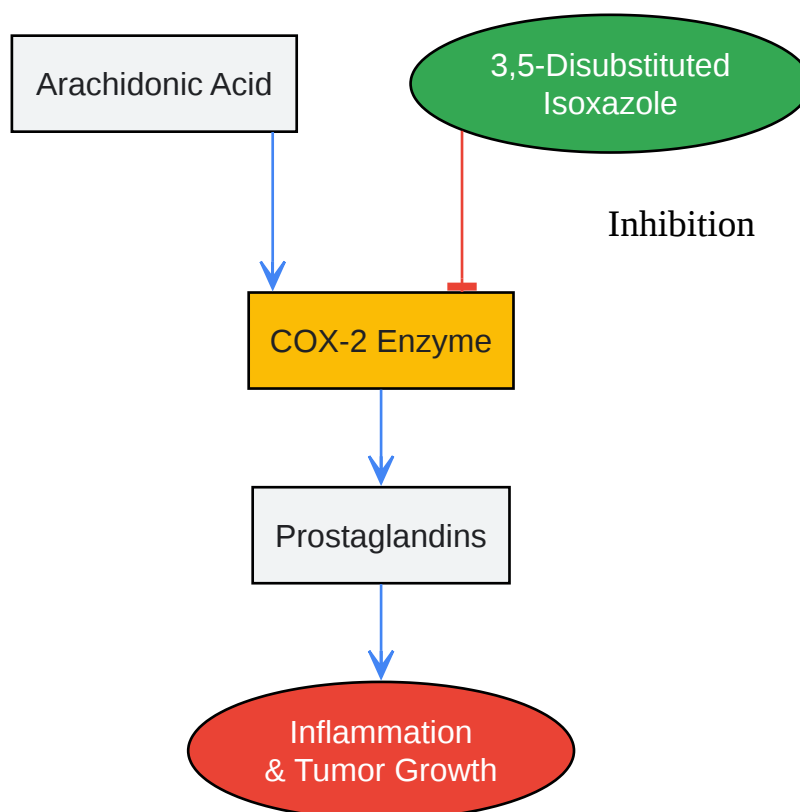 Arachidonic Acid
3,5-Disubstituted
Isoxazole
Inhibition
COX-2 Enzyme
Prostaglandins
Inflammation
& Tumor Growth